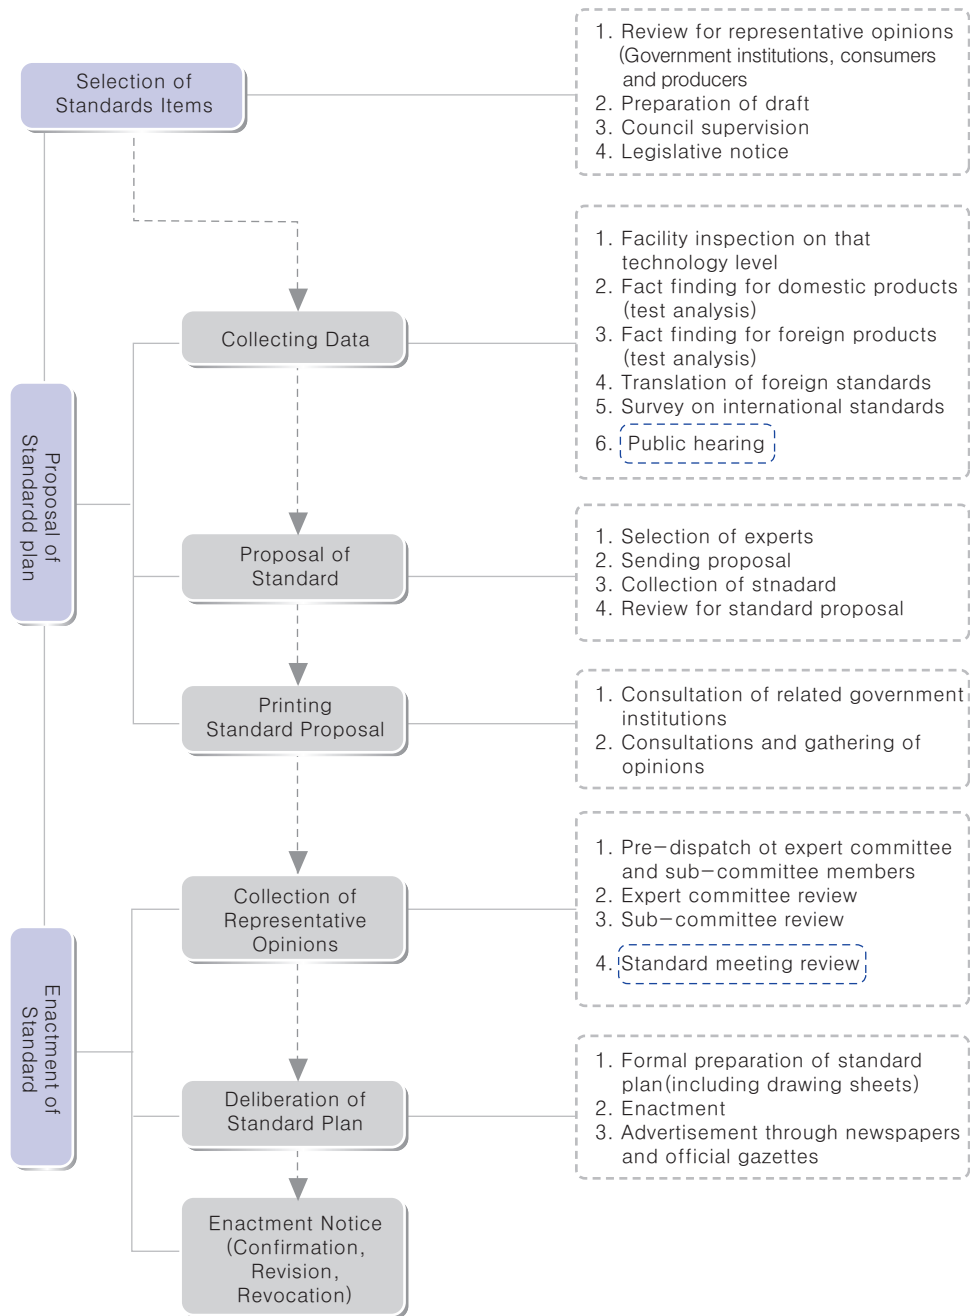 Selection of
Standards Items
1. Review for representative opinions
(Government institutions, consumers
and producers
2. Preparation of draft
3. Council supervision
4. Legislative notice
Proposal of
Standardd plan
Collecting Data
1. Facility inspection on that
technology level
2. Fact finding for domestic products
(test analysis)
3. Fact finding for foreign products
(test analysis)
4. Translation of foreign standards
5. Survey on international standards
6. Public hearing
Proposal of
Standard
1. Selection of experts
2. Sending proposal
3. Collection of stnadard
4. Review for standard proposal
Printing
Standard Proposal
1. Consultation of related government
institutions
2. Consultations and gathering of
opinions
Enactment of
Standard
Collection of
Representative
Opinions
1. Pre-dispatch ot expert committee
and sub-committee members
2. Expert committee review
3. Sub-committee review
4. Standard meeting review
Deliberation of
Standard Plan
1. Formal preparation of standard
plan(including drawing sheets)
2. Enactment
3. Advertisement through newspapers
and official gazettes
Enactment Notice
(Confirmation,
Revision,
Revocation)